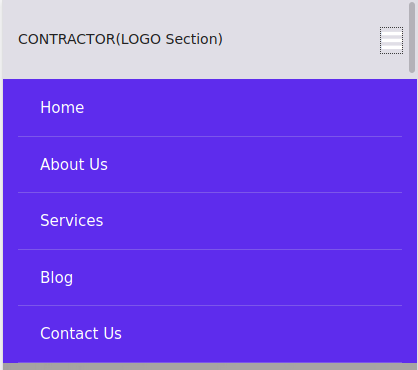 CONTRACTOR(LOGO Section)
Home
About Us
Services
Blog
Contact Us